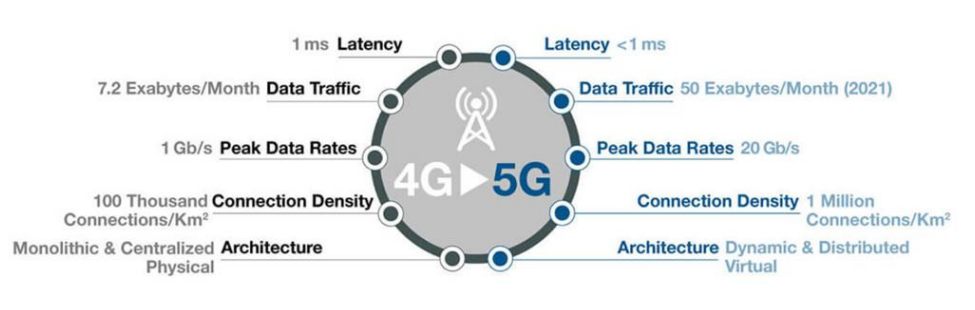 1 ms Latency
Latency <1 ms
7.2 Exabytes/Month Data Traffic
Data Traffic 50 Exabytes/Month (2021)
1 Gb/s Peak Data Rates
Peak Data Rates 20 Gb/s
4G 5G
100 Thousand Connection Density
Connections/Km²
Connection Density 1 Million
Connections/Km²
Monolithic & Centralized Architecture
Physical
Architecture Dynamic & Distributed
Virtual